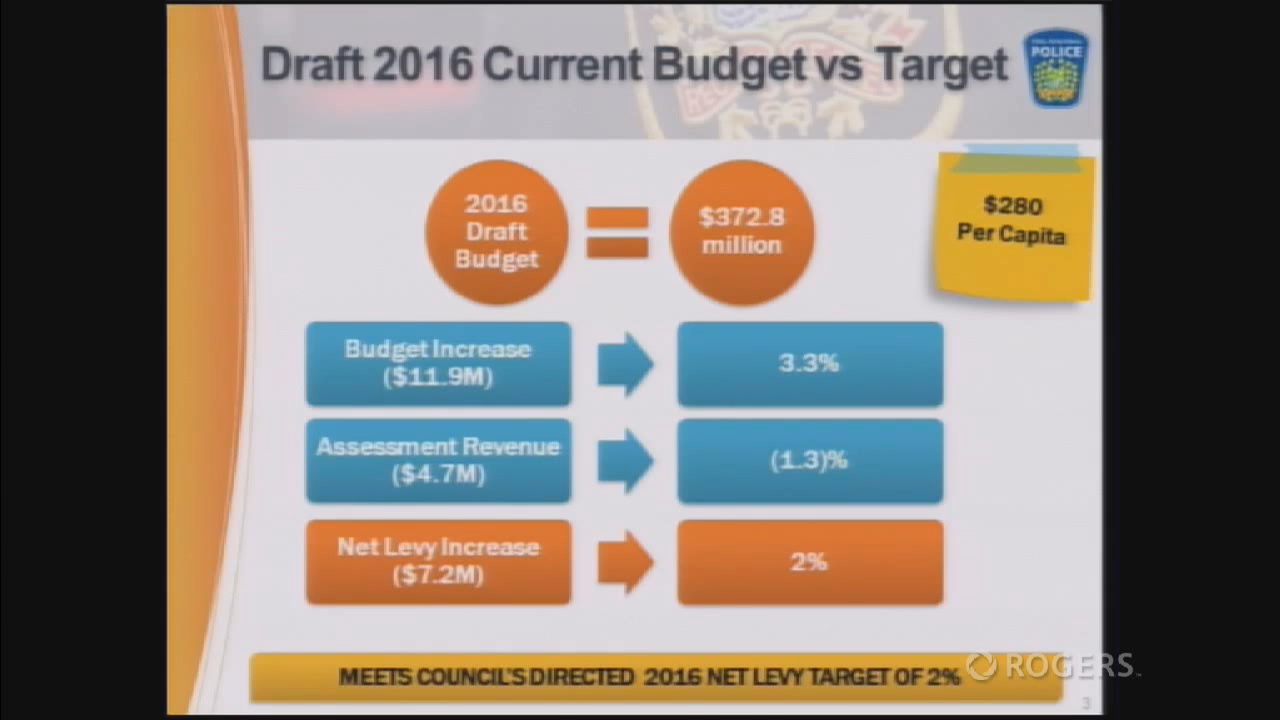 Draft 2016 Current Budget vs Target
POLICE
2016
Draft
Budget
$372.8
million
$280
Per Capita
Budget Increase
($11.9M)
3.3%
Assessment Revenue
($4.7M)
(1.3)%
Net Levy Increase
($7.2M)
2%
MEETS COUNCIL'S DIRECTED 2016 NET LEVY TARGET OF 2%
ROGERS™
3